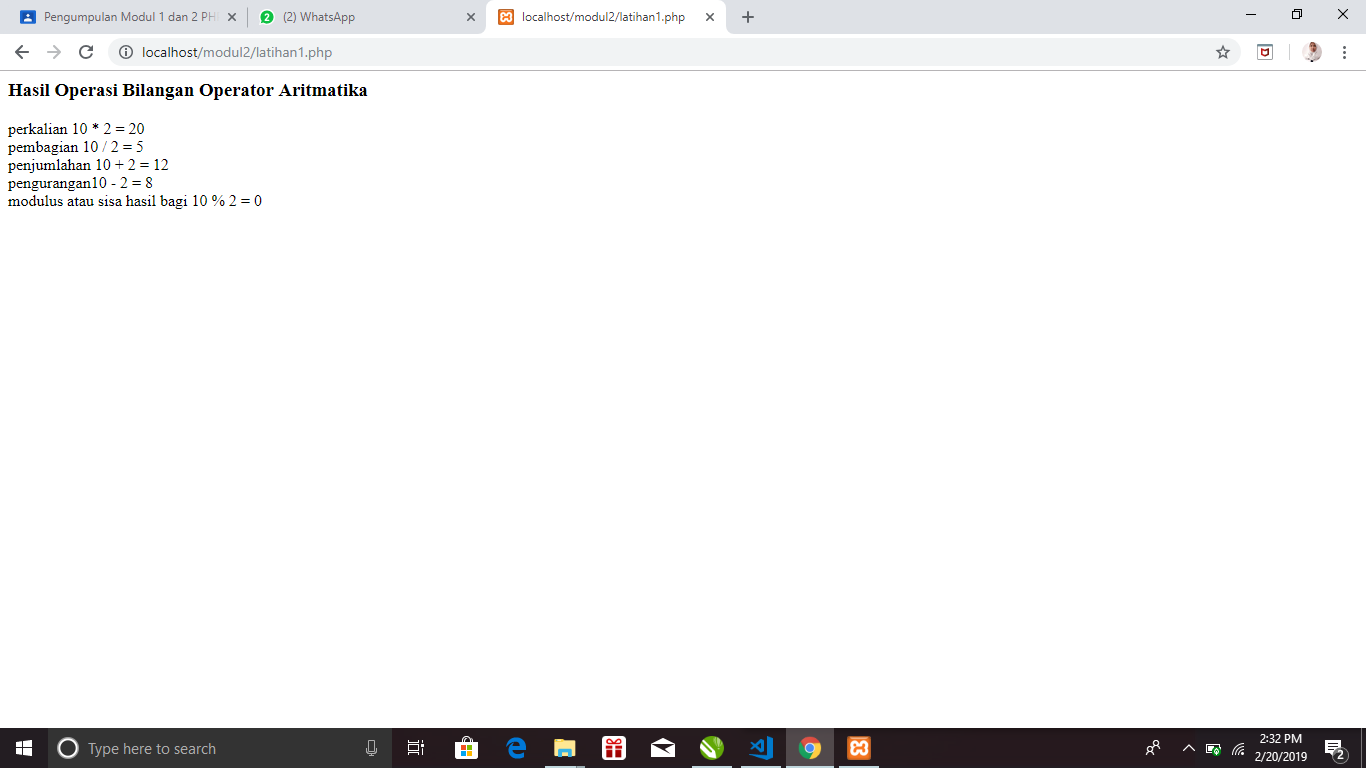 Pengumpulan Modul 1 dan 2 PH
(2) WhatsApp
localhost/modul2/latihan1.php
localhost/modul2/latihan1.php
Hasil Operasi Bilangan Operator Aritmatika
perkalian 10 * 2 = 20
pembagian 10 / 2 = 5
penjumlahan 10 + 2 = 12
pengurangan10 - 2 = 8
modulus atau sisa hasil bagi 10 % 2 = 0
Type here to search
2:32 PM
2/20/2019
2